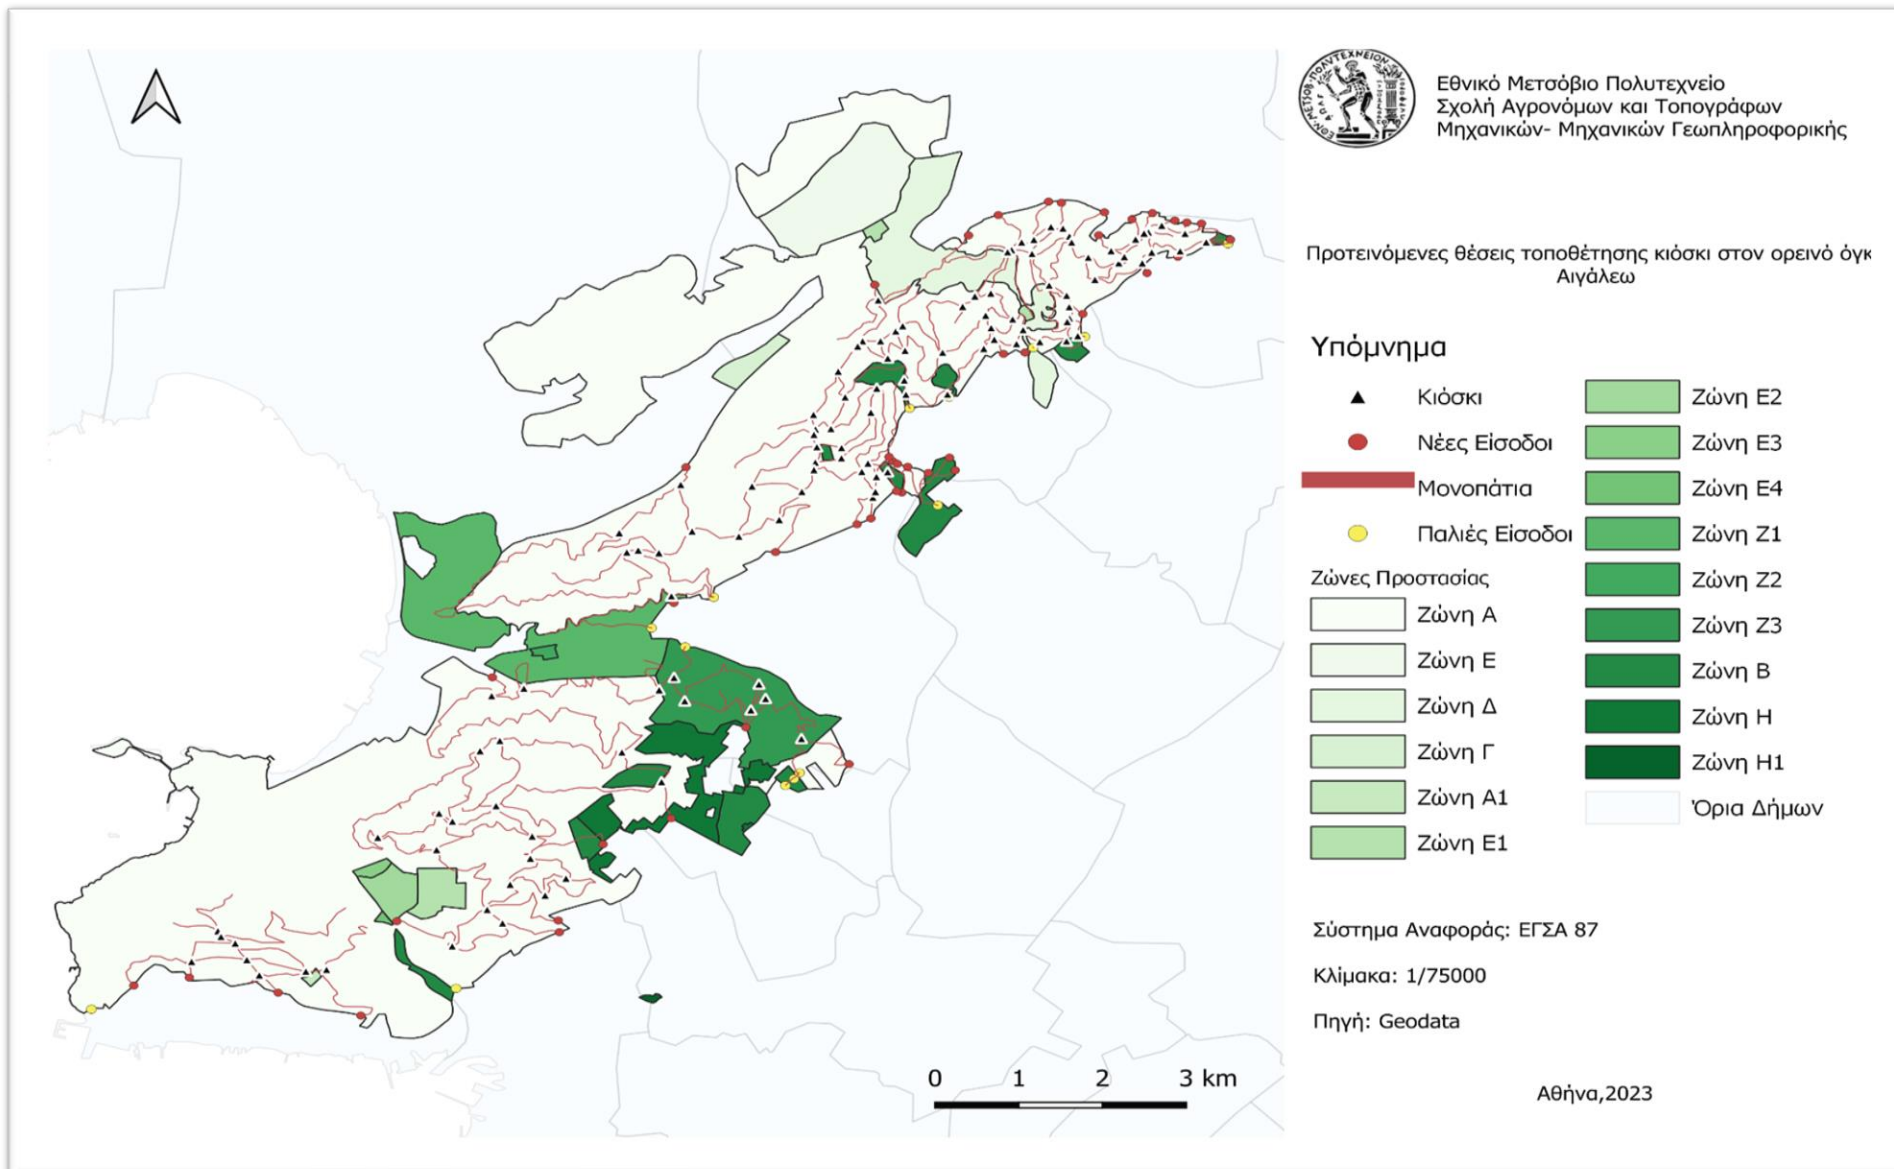 Εθνικό Μετσόβιο Πολυτεχνείο
Σχολή Αγρονόμων και Τοπογράφων
Μηχανικών- Μηχανικών Γεωπληροφορικής
Προτεινόμενες θέσεις τοποθέτησης κιόσκι στον ορεινό όγκ
Αιγάλεω
Υπόμνημα
Κιόσκι
Νέες Είσοδοι
Μονοπάτια
Παλιές Είσοδοι
Ζώνες Προστασίας
Ζώνη Α
Ζώνη Ε
Ζώνη Δ
Ζώνη Γ
Ζώνη Α1
Ζώνη Ε1
Ζώνη Ε2
Ζώνη Ε3
Ζώνη Ε4
Ζώνη Ζ1
Ζώνη Ζ2
Ζώνη Ζ3
Ζώνη Β
Ζώνη Η
Ζώνη Η1
Όρια Δήμων
Σύστημα Αναφοράς: ΕΓΣΑ 87
Κλίμακα: 1/75000
Πηγή: Geodata
Αθήνα,2023
0 1 2 3 km